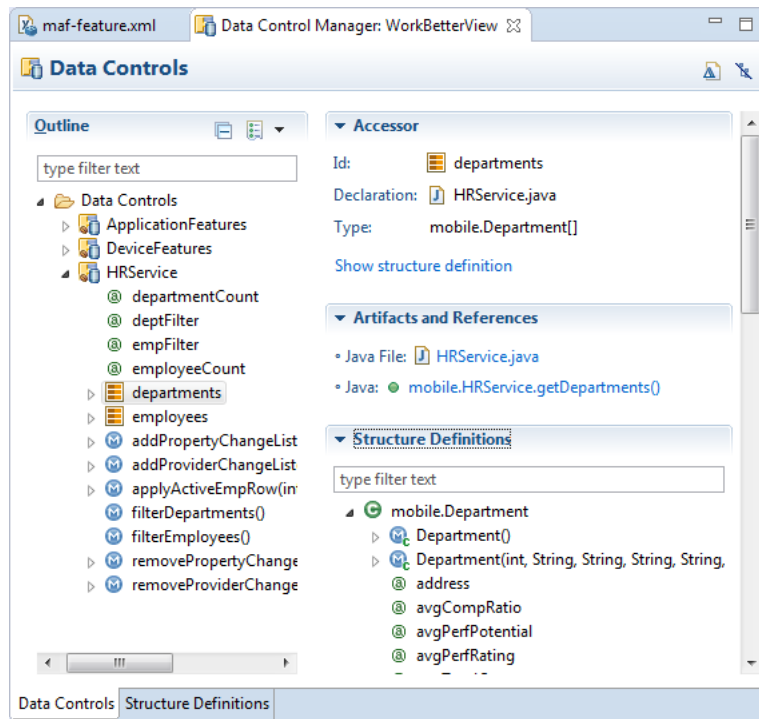 maf-feature.xml
Data Control Manager: WorkBetterView
Data Controls
Outline
type filter text
Data Controls
ApplicationFeatures
DeviceFeatures
HRService
departmentCount
deptFilter
empFilter
employeeCount
departments
employees
addPropertyChangeList
addProviderChangeList
applyActiveEmpRow(in
filterDepartments()
filterEmployees()
removePropertyChange
removeProviderChange
Accessor
Id: departments
Declaration: HRService.java
Type: mobile.Department[]
Show structure definition
Artifacts and References
Java File: HRService.java
Java: mobile.HRService.getDepartments()
Structure Definitions
type filter text
mobile.Department
Department()
Department(int, String, String, String, String,
address
avgCompRatio
avgPerfPotential
avgPerfRating
Data Controls
Structure Definitions